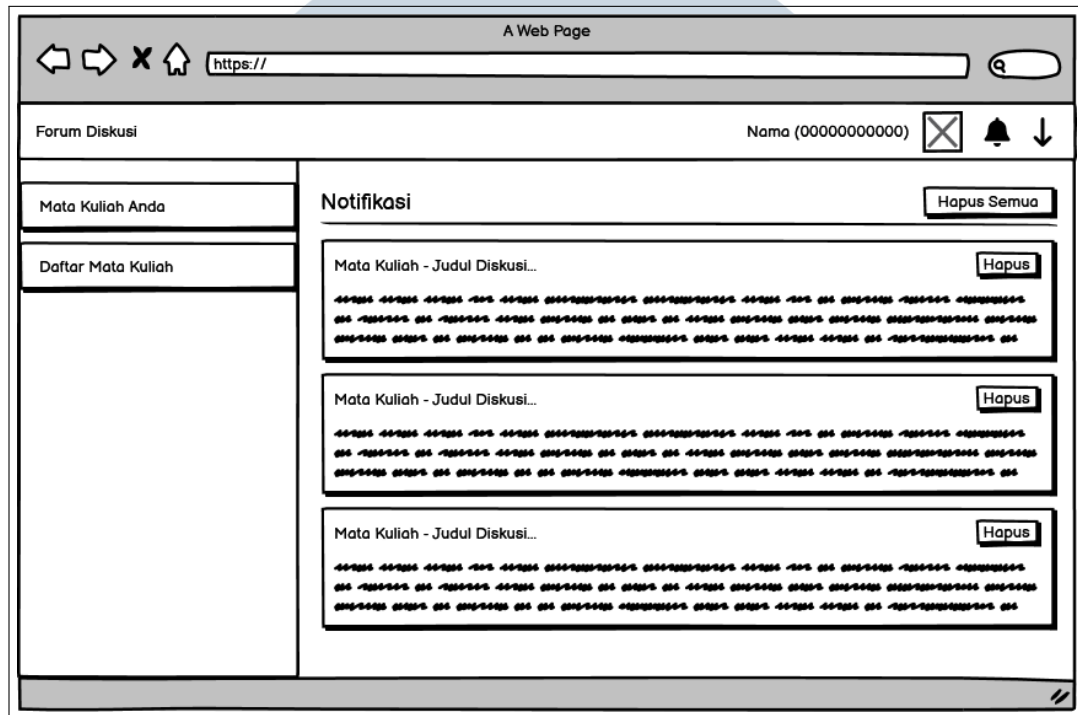 A Web Page
https://
Forum Diskusi
Nama (00000000000)
Mata Kuliah Anda
Daftar Mata Kuliah
Notifikasi
Hapus Semua
Mata Kuliah - Judul Diskusi...
Hapus
Mata Kuliah - Judul Diskusi...
Hapus
Mata Kuliah - Judul Diskusi...
Hapus